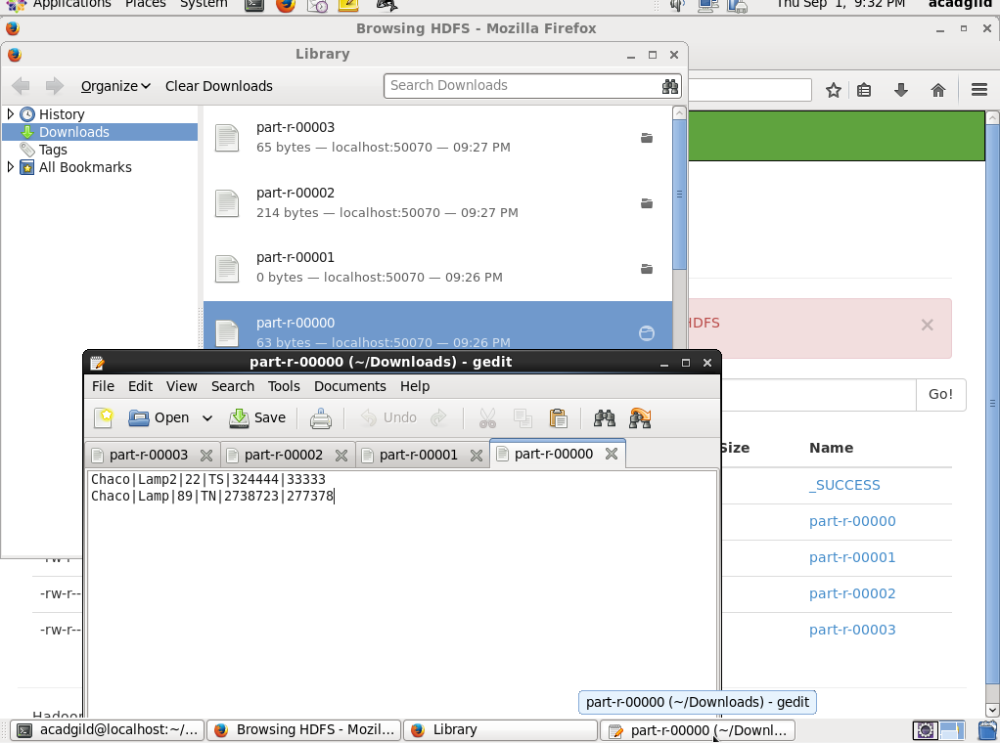 Applications Places System Thu Sep 1, 9:32 PM acadgild
Browsing HDFS - Mozilla Firefox
Library
Organize Clear Downloads Search Downloads
History
Downloads
Tags
All Bookmarks
part-r-00003
65 bytes — localhost:50070 — 09:27 PM
part-r-00002
214 bytes — localhost:50070 — 09:27 PM
part-r-00001
0 bytes — localhost:50070 — 09:26 PM
part-r-00000
63 bytes — localhost:50070 — 09:26 PM
HDFS
Go!
Size Name
_SUCCESS
part-r-00000
part-r-00001
part-r-00002
part-r-00003
-rw-r--
-rw-r--
-rw-r--
part-r-00000 (~/Downloads) - gedit
File Edit View Search Tools Documents Help
Open Save Undo
part-r-00003 part-r-00002 part-r-00001 part-r-00000
Chaco|Lamp2|22|TS|324444|33333
Chaco|Lamp|89|TN|2738723|277378
part-r-00000 (~/Downloads) - gedit
Hadoo
acadgild@localhost:~/... Browsing HDFS - Mozil... Library part-r-00000 (~/Downl...